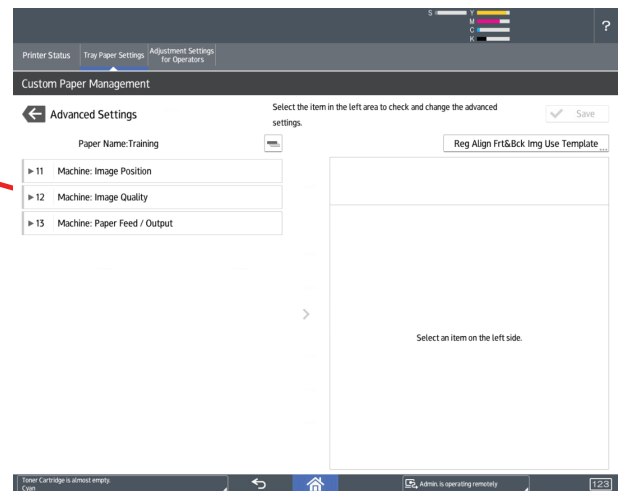 S
Y
M
C
K
?
Printer Status
Tray Paper Settings
Adjustment Settings
for Operators
Custom Paper Management
Advanced Settings
Select the item in the left area to check and change the advanced
settings.
Save
Paper Name:Training
Reg Align Frt&Bck Img Use Template
11 Machine: Image Position
12 Machine: Image Quality
13 Machine: Paper Feed / Output
Select an item on the left side.
Toner Cartridge is almost empty.
Cyan
Admin. is operating remotely
123